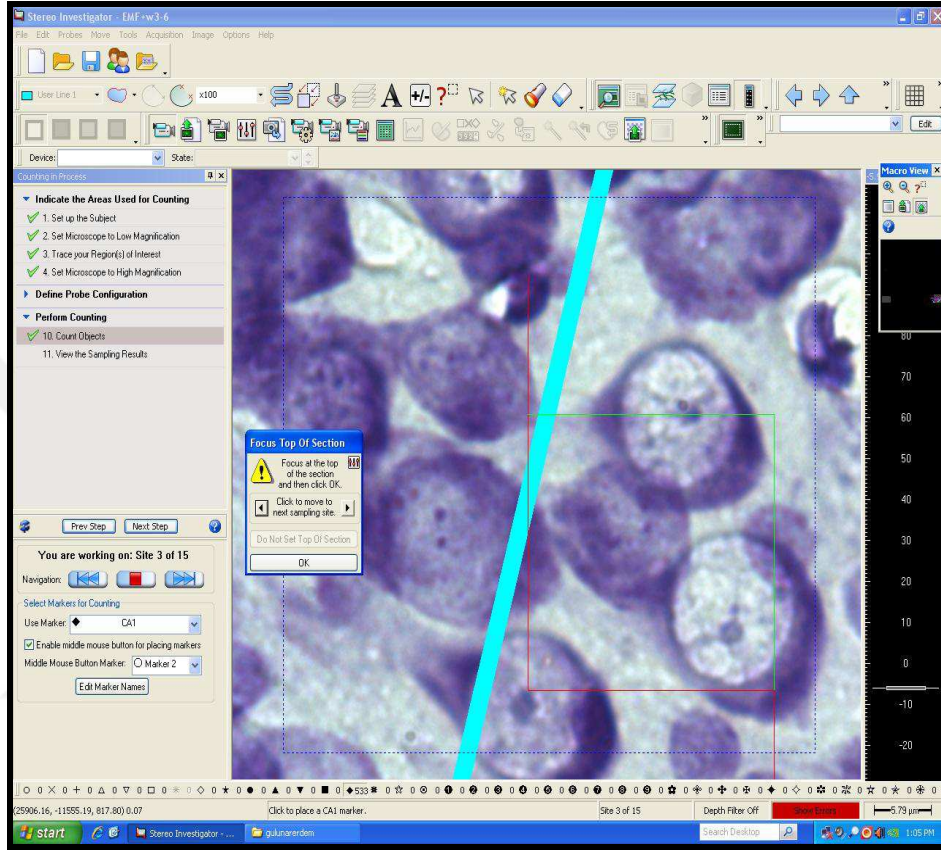 Stereo Investigator - EMF+w3-6
File Edit Probes Move Tools Acquisition Image Options Help
User Line 1 x100
Edit
Device: State:
Counting in Process
Macro View
Indicate the Areas Used for Counting
1. Set up the Subject
2. Set Microscope to Low Magnification
3. Trace your Region(s) of Interest
4. Set Microscope to High Magnification
Define Probe Configuration
Perform Counting
10. Count Objects
11. View the Sampling Results
80
70
60
50
40
30
20
10
0
-10
-20
Focus Top Of Section
Focus at the top
of the section
and then click OK.
Click to move to
next sampling site.
Do Not Set Top Of Section
OK
Prev Step Next Step
You are working on: Site 3 of 15
Navigation:
Select Markers for Counting
Use Marker: CA1
Enable middle mouse button for placing markers
Middle Mouse Button Marker: Marker 2
Edit Marker Names
533
(25906.16, -11555.19, 817.80) 0.07 Click to place a CA1 marker. Site 3 of 15 Depth Filter Off Show Errors 5.79 µm
start Stereo Investigator - ... gulunarerdem Search Desktop 1:05 PM